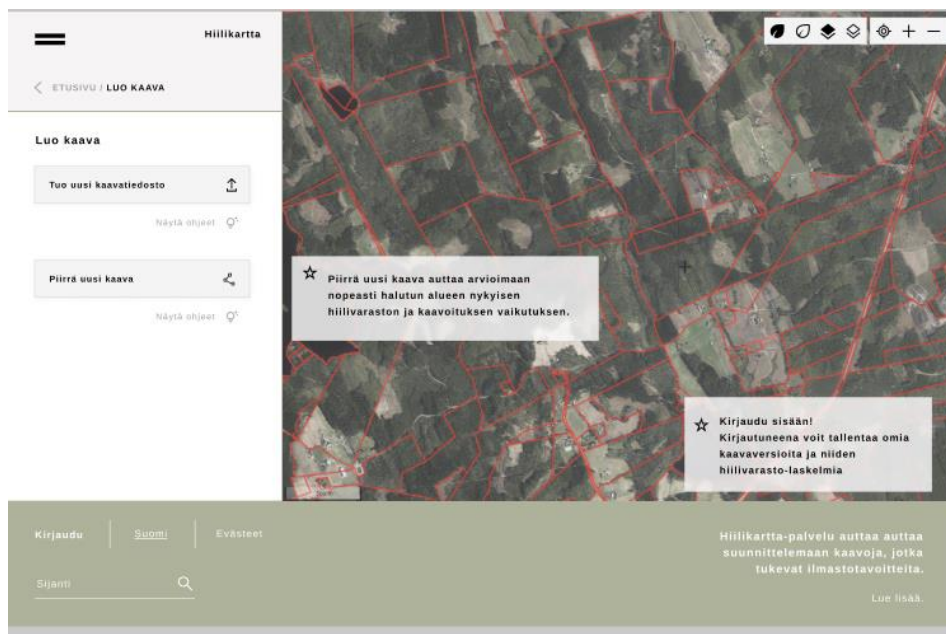 Hiilikartta
ETUSIVU / LUO KAAVA
Luo kaava
Tuo uusi kaavatiedosto
Näytä ohjeet
Piirrä uusi kaava
Näytä ohjeet
Piirrä uusi kaava auttaa arvioimaan
nopeasti halutun alueen nykyisen
hiilivaraston ja kaavoituksen vaikutuksen.
Kirjaudu sisään!
Kirjautuneena voit tallentaa omia
kaavaversioita ja niiden
hiilivarasto-laskelmia
Kirjaudu
Suomi
Evästeet
Sijanti
Hiilikartta-palvelu auttaa auttaa
suunnittelemaan kaavoja, jotka
tukevat ilmastotavoitteita.
Lue lisää.